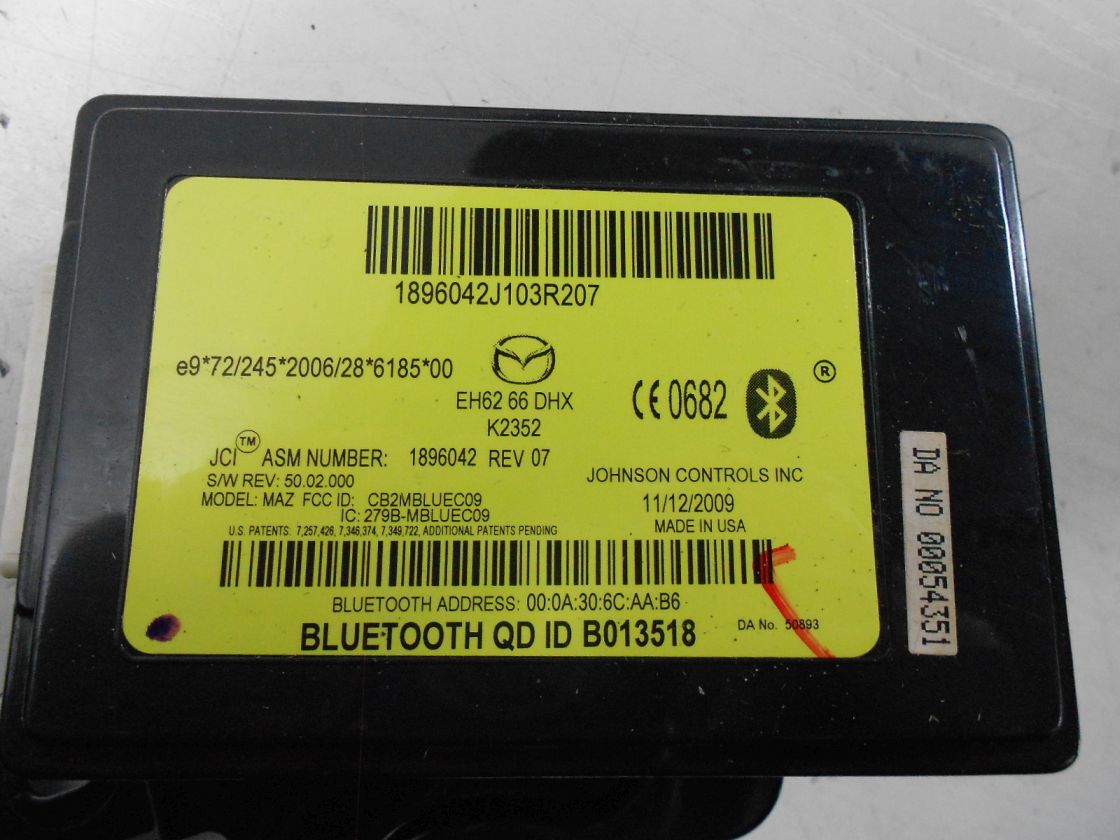 1896042J103R207
e9*72/245*2006/28*6185*00
EH62 66 DHX
K2352
CE 0682
®
JCI™ ASM NUMBER: 1896042 REV 07
S/W REV: 50.02.000
MODEL: MAZ FCC ID: CB2MBLUEC09
IC: 279B-MBLUEC09
U.S. PATENTS: 7,257,426, 7,346,374, 7,349,722, ADDITIONAL PATENTS PENDING
JOHNSON CONTROLS INC
11/12/2009
MADE IN USA
BLUETOOTH ADDRESS: 00:0A:30:6C:AA:B6
BLUETOOTH QD ID B013518
DA No. 50893
DA NO 00054351